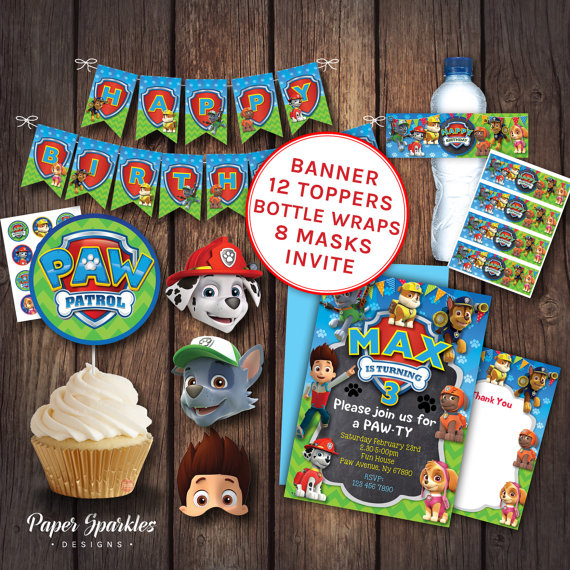 HAPPY
BIRTH
BANNER
12 TOPPERS
BOTTLE WRAPS
8 MASKS
INVITE
HAPPY
BIRTHDAY
PAW
PATROL
MAX
IS TURNING
3
Please join us for
a PAW-TY
Saturday February 23rd
2.30-5:00pm
Fun House
Paw Avenue, NY 67890
RSVP:
123 456 7890
Thank You
Paper Sparkles
• DESIGNS •